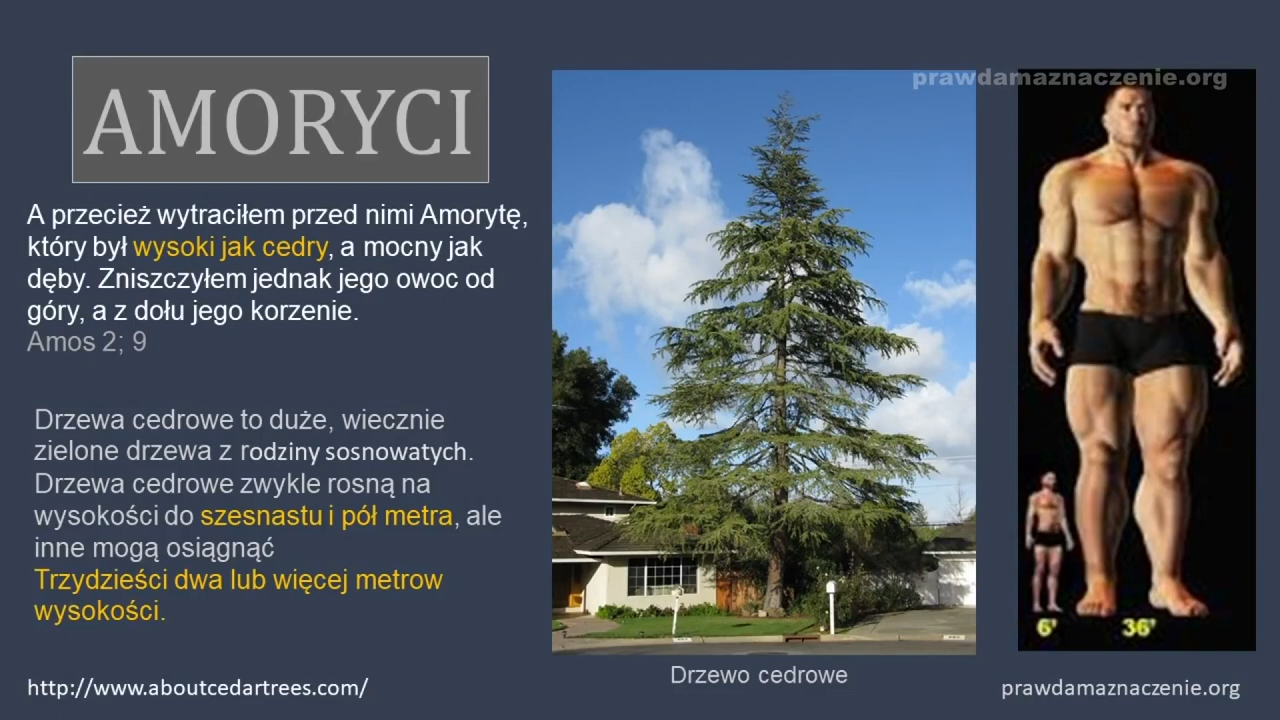 AMORYCI
A przecież wytraciłem przed nimi Amorytę,
który był wysoki jak cedry, a mocny jak
dęby. Zniszczyłem jednak jego owoc od
góry, a z dołu jego korzenie.
Amos 2; 9
Drzewa cedrowe to duże, wiecznie
zielone drzewa z rodziny sosnowatych.
Drzewa cedrowe zwykle rosną na
wysokości do szesnastu i pół metra, ale
inne mogą osiągnąć
Trzydzieści dwa lub więcej metrow
wysokości.
http://www.aboutcedartrees.com/
Drzewo cedrowe
prawdamaznaczenie.org
6'
36'
prawdamaznaczenie.org